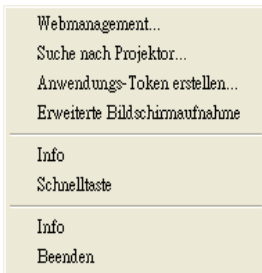 Webmanagement...
Suche nach Projektor...
Anwendungs-Token erstellen...
Erweiterte Bildschirmaufnahme
Info
Schnelltaste
Info
Beenden